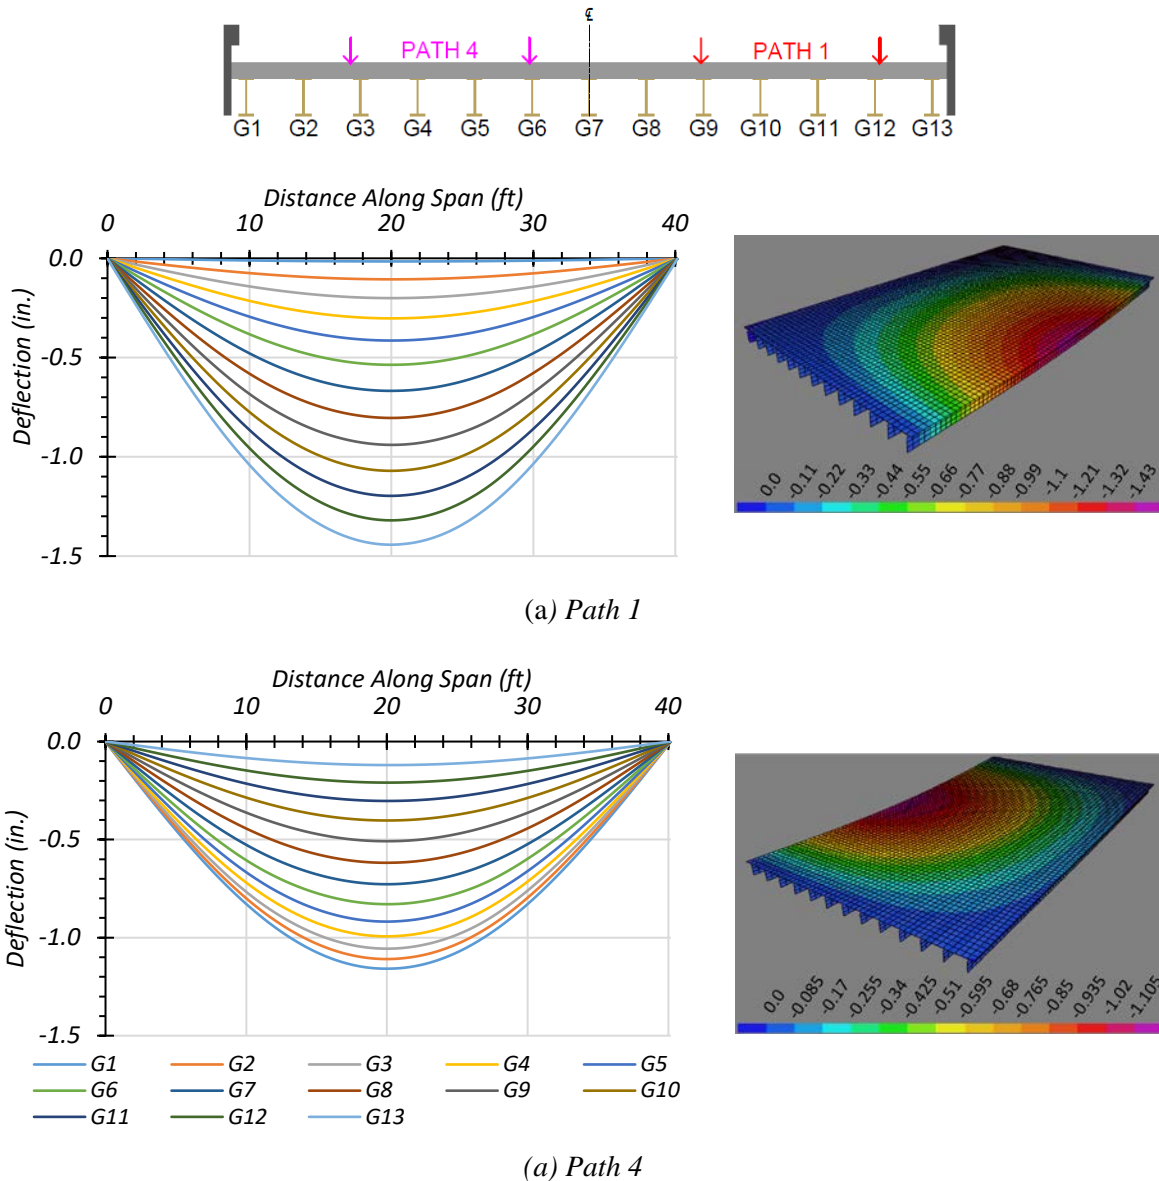 ℄
PATH 4 PATH 1
G1 G2 G3 G4 G5 G6 G7 G8 G9 G10 G11 G12 G13
Distance Along Span (ft)
0 10 20 30 40
0.0
-0.5
-1.0
-1.5
Deflection (in.)
0.0 -0.11 -0.22 -0.33 -0.44 -0.55 -0.66 -0.77 -0.88 -0.99 -1.1 -1.21 -1.32 -1.43
(a) Path 1
Distance Along Span (ft)
0 10 20 30 40
0.0
-0.5
-1.0
-1.5
Deflection (in.)
0.0 -0.085 -0.17 -0.255 -0.34 -0.425 -0.51 -0.595 -0.68 -0.765 -0.85 -0.935 -1.02 -1.105
G1 G2 G3 G4 G5
G6 G7 G8 G9 G10
G11 G12 G13
(a) Path 4